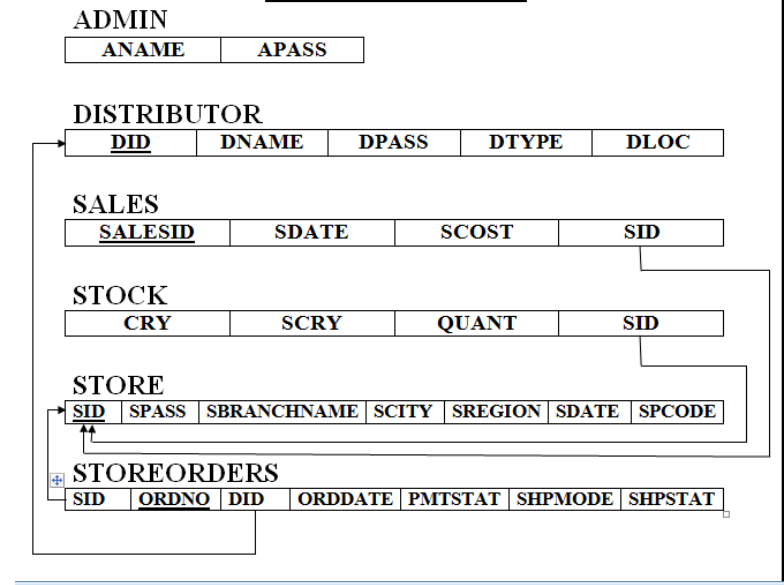 ADMIN
ANAME APASS
DISTRIBUTOR
DID DNAME DPASS DTYPE DLOC
SALES
SALESID SDATE SCOST SID
STOCK
CRY SCRY QUANT SID
STORE
SID SPASS SBRANCHNAME SCITY SREGION SDATE SPCODE
STOREORDERS
SID ORDNO DID ORDDATE PMTSTAT SHPMODE SHPSTAT